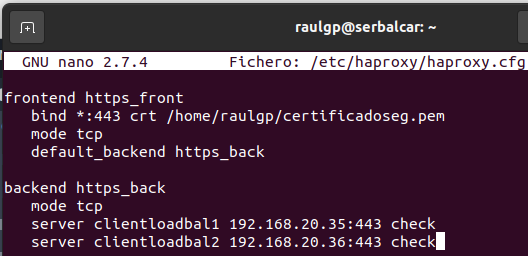 raulgp@serbalcar: ~
GNU nano 2.7.4 Fichero: /etc/haproxy/haproxy.cfg
frontend https_front
bind *:443 crt /home/raulgp/certificadoseg.pem
mode tcp
default_backend https_back
backend https_back
mode tcp
server clientloadbal1 192.168.20.35:443 check
server clientloadbal2 192.168.20.36:443 check